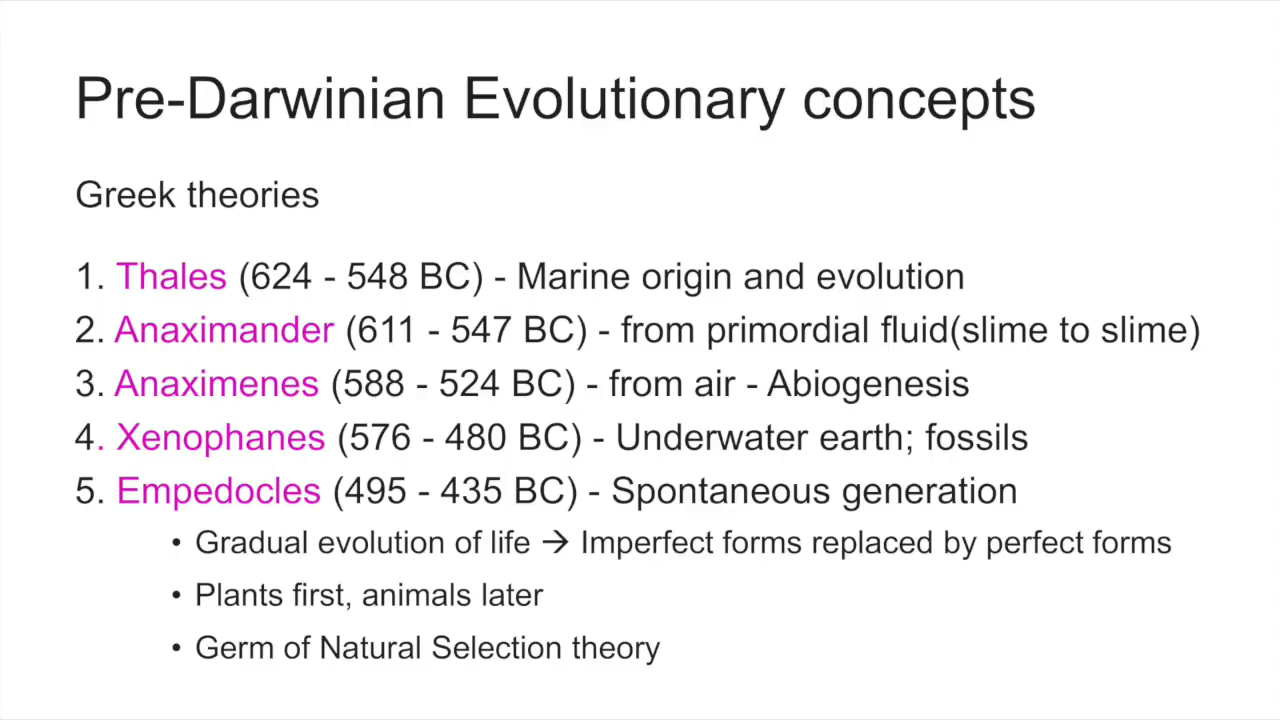 Pre-Darwinian Evolutionary concepts
Greek theories
1. Thales (624 - 548 BC) - Marine origin and evolution
2. Anaximander (611 - 547 BC) - from primordial fluid(slime to slime)
3. Anaximenes (588 - 524 BC) - from air - Abiogenesis
4. Xenophanes (576 - 480 BC) - Underwater earth; fossils
5. Empedocles (495 - 435 BC) - Spontaneous generation
• Gradual evolution of life → Imperfect forms replaced by perfect forms
• Plants first, animals later
• Germ of Natural Selection theory